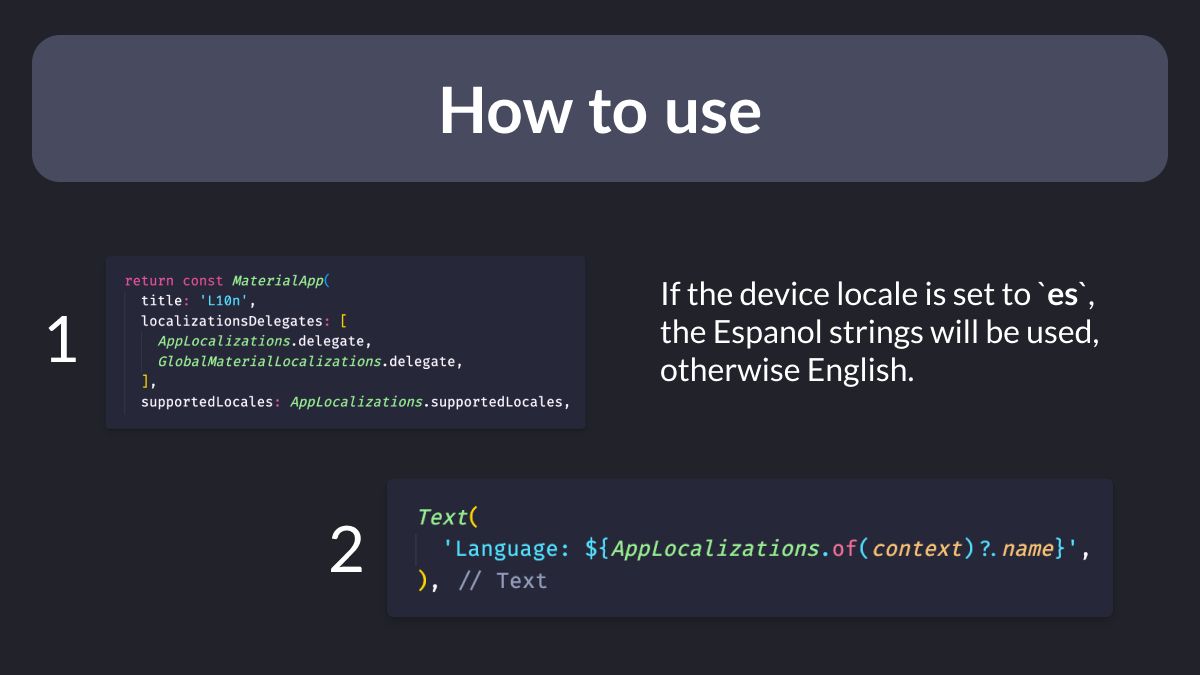 How to use
1
return const MaterialApp(
title: 'L10n',
localizationsDelegates: [
AppLocalizations.delegate,
GlobalMaterialLocalizations.delegate,
],
supportedLocales: AppLocalizations.supportedLocales,
If the device locale is set to `es`,
the Espanol strings will be used,
otherwise English.
2
Text(
'Language: ${AppLocalizations.of(context)?.name}',
), // Text